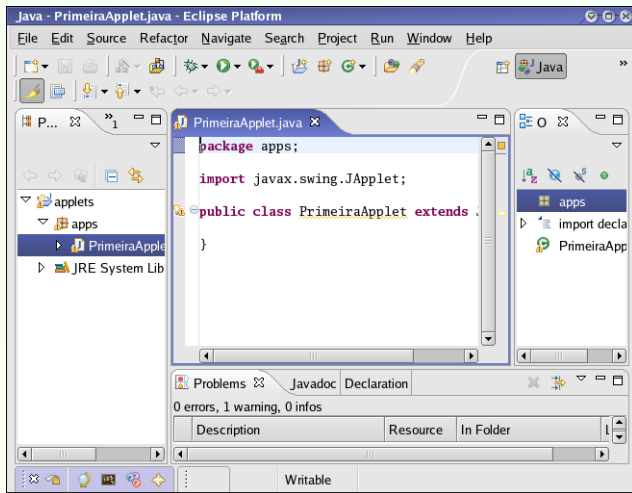 Java - PrimeiraApplet.java - Eclipse Platform
File Edit Source Refactor Navigate Search Project Run Window Help
Java »
P... »1
PrimeiraApplet.java
O
package apps;
import javax.swing.JApplet;
public class PrimeiraApplet extends
}
applets
apps
PrimeiraApple
JRE System Lib
apps
import decla
PrimeiraApp
Problems Javadoc Declaration
0 errors, 1 warning, 0 infos
Description Resource In Folder L
Writable